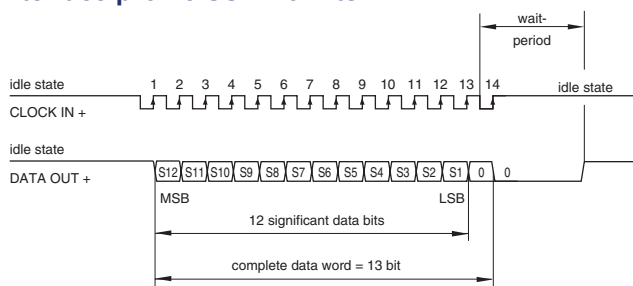 wait-
period
idle state 1 2 3 4 5 6 7 8 9 10 11 12 13 14 idle state
CLOCK IN +
idle state
DATA OUT + S12 S11 S10 S9 S8 S7 S6 S5 S4 S3 S2 S1 0 0
MSB LSB
12 significant data bits
complete data word = 13 bit